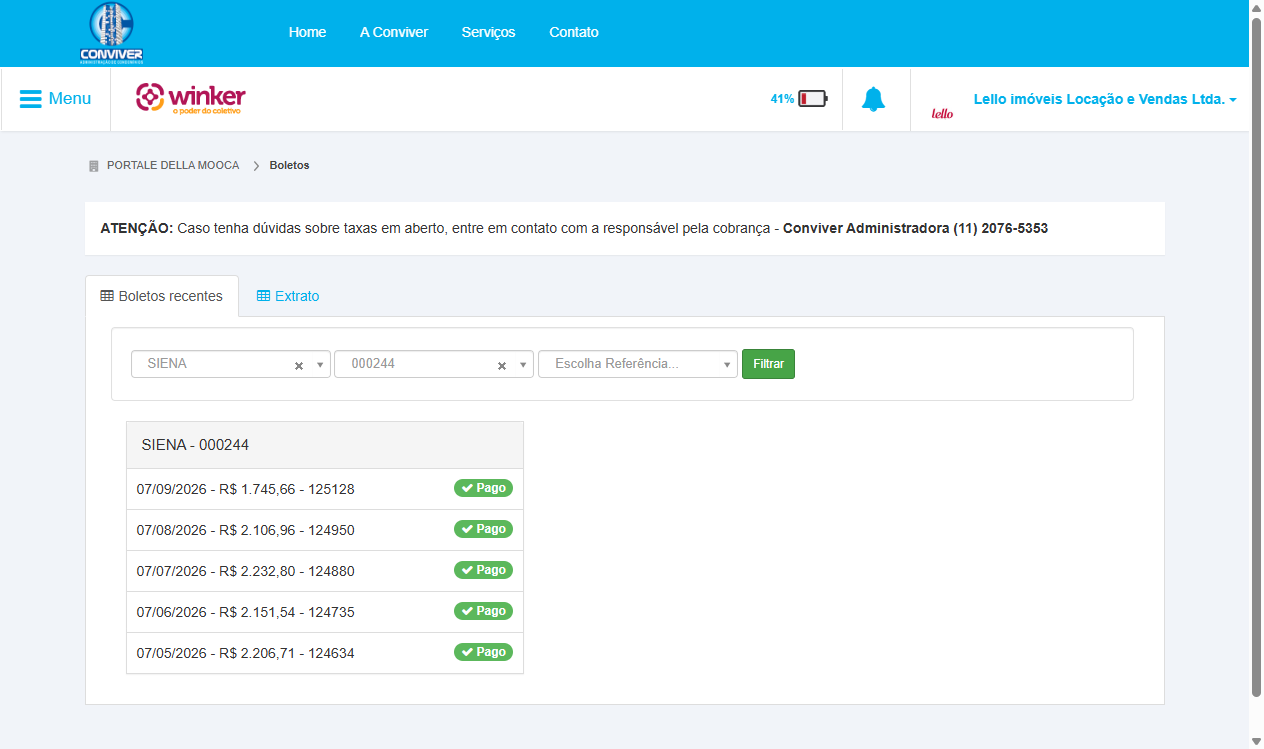 Home A Conviver Serviços Contato
CONVIVER
ADMINISTRAÇÃO DE CONDOMÍNIOS
Menu winker 41% lello Lello imóveis Locação e Vendas Ltda.
o poder do coletivo
PORTALE DELLA MOOCA > Boletos
ATENÇÃO: Caso tenha dúvidas sobre taxas em aberto, entre em contato com a responsável pela cobrança - Conviver Administradora (11) 2076-5353
Boletos recentes Extrato
SIENA × 000244 × Escolha Referência... Filtrar
SIENA - 000244
07/09/2026 - R$ 1.745,66 - 125128 Pago
07/08/2026 - R$ 2.106,96 - 124950 Pago
07/07/2026 - R$ 2.232,80 - 124880 Pago
07/06/2026 - R$ 2.151,54 - 124735 Pago
07/05/2026 - R$ 2.206,71 - 124634 Pago